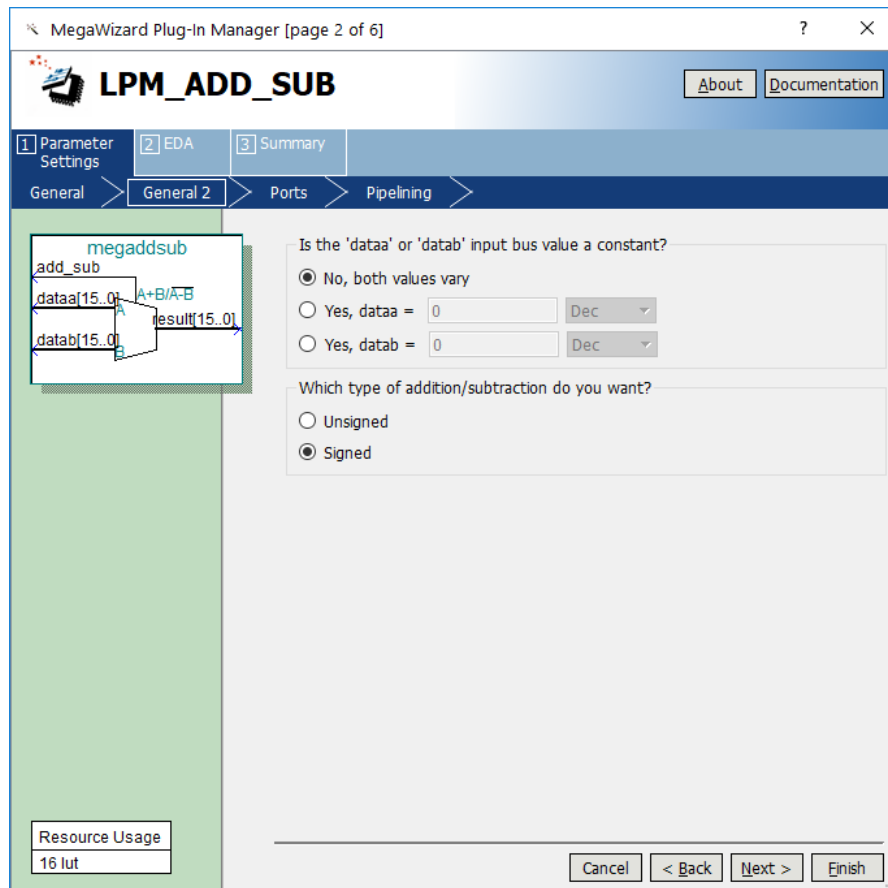 MegaWizard Plug-In Manager [page 2 of 6]
? ×
LPM_ADD_SUB
About
Documentation
1 Parameter Settings
2 EDA
3 Summary
General
General 2
Ports
Pipelining
megaddsub
add_sub
A+B/A-B
dataa[15..0]
A
result[15..0]
datab[15..0]
B
Is the 'dataa' or 'datab' input bus value a constant?
No, both values vary
Yes, dataa = 0 Dec
Yes, datab = 0 Dec
Which type of addition/subtraction do you want?
Unsigned
Signed
Resource Usage
16 lut
Cancel
< Back
Next >
Finish